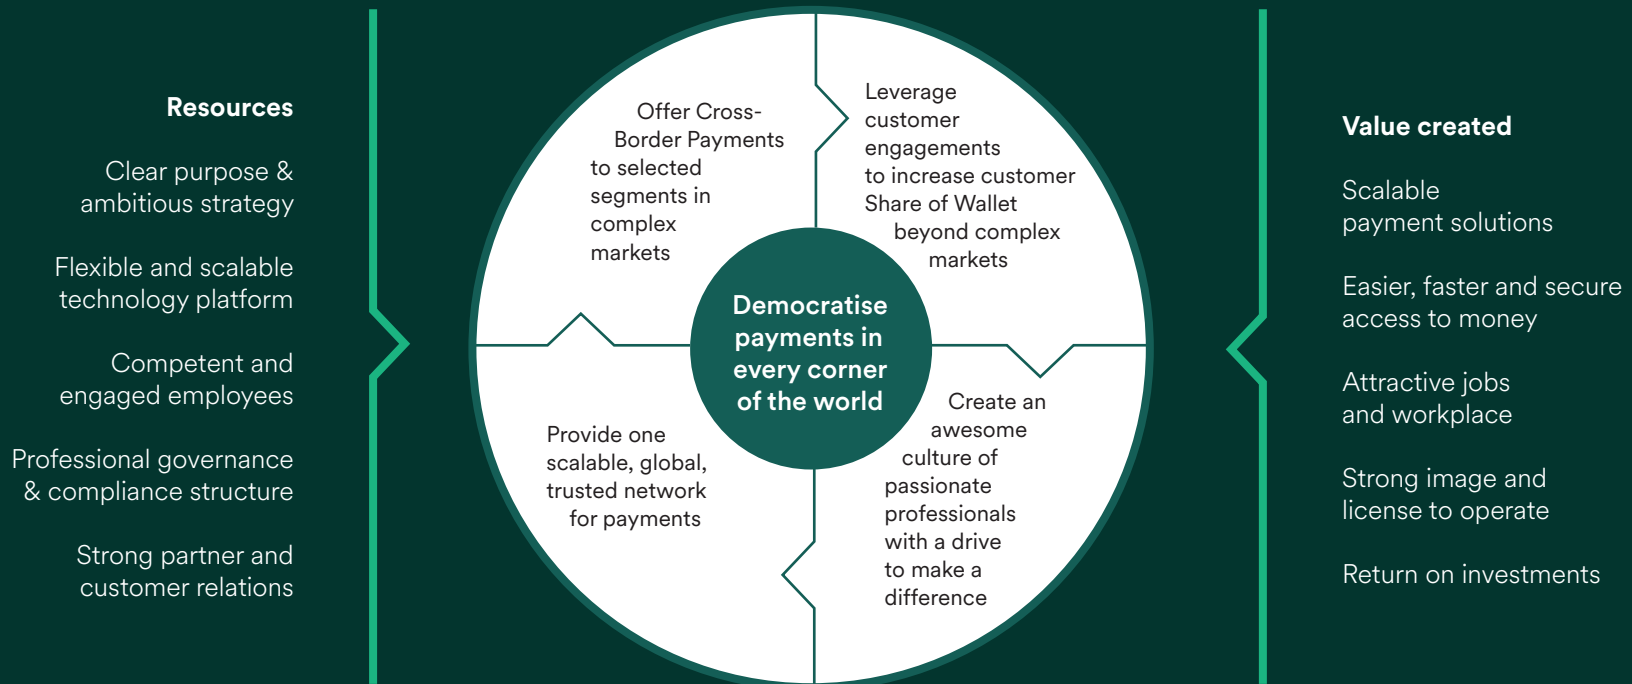 Resources
Clear purpose &
ambitious strategy
Flexible and scalable
technology platform
Competent and
engaged employees
Professional governance
& compliance structure
Strong partner and
customer relations
Offer Cross-
Border Payments
to selected
segments in
complex
markets
Leverage
customer
engagements
to increase customer
Share of Wallet
beyond complex
markets
Democratise
payments in
every corner
of the world
Provide one
scalable, global,
trusted network
for payments
Create an
awesome
culture of
passionate
professionals
with a drive
to make a
difference
Value created
Scalable
payment solutions
Easier, faster and secure
access to money
Attractive jobs
and workplace
Strong image and
license to operate
Return on investments